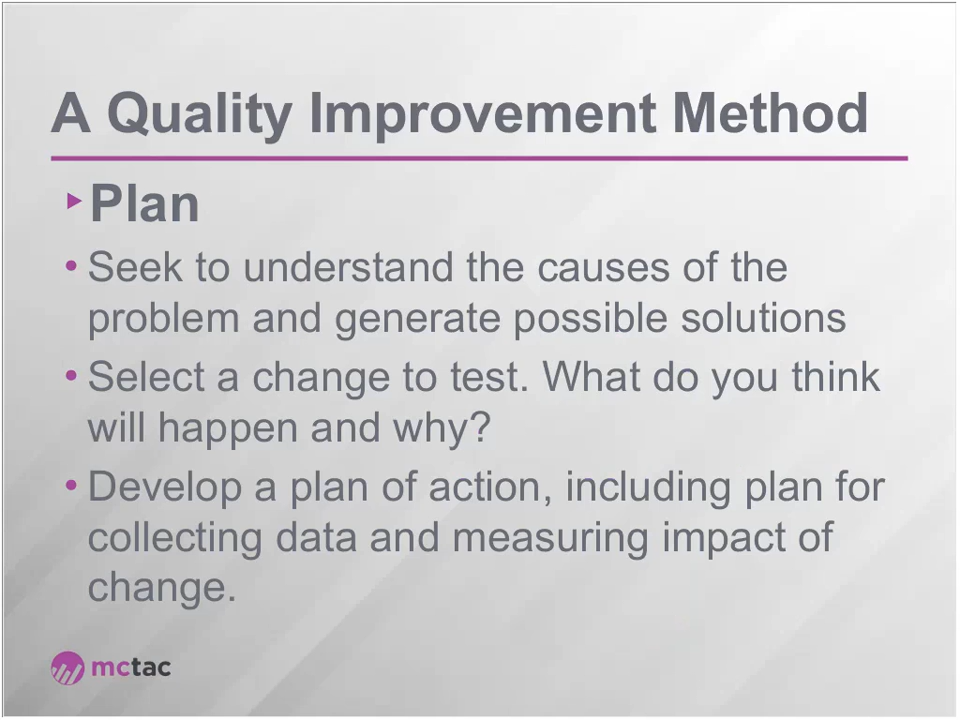 A Quality Improvement Method
▸Plan
• Seek to understand the causes of the
problem and generate possible solutions
• Select a change to test. What do you think
will happen and why?
• Develop a plan of action, including plan for
collecting data and measuring impact of
change.
mctac